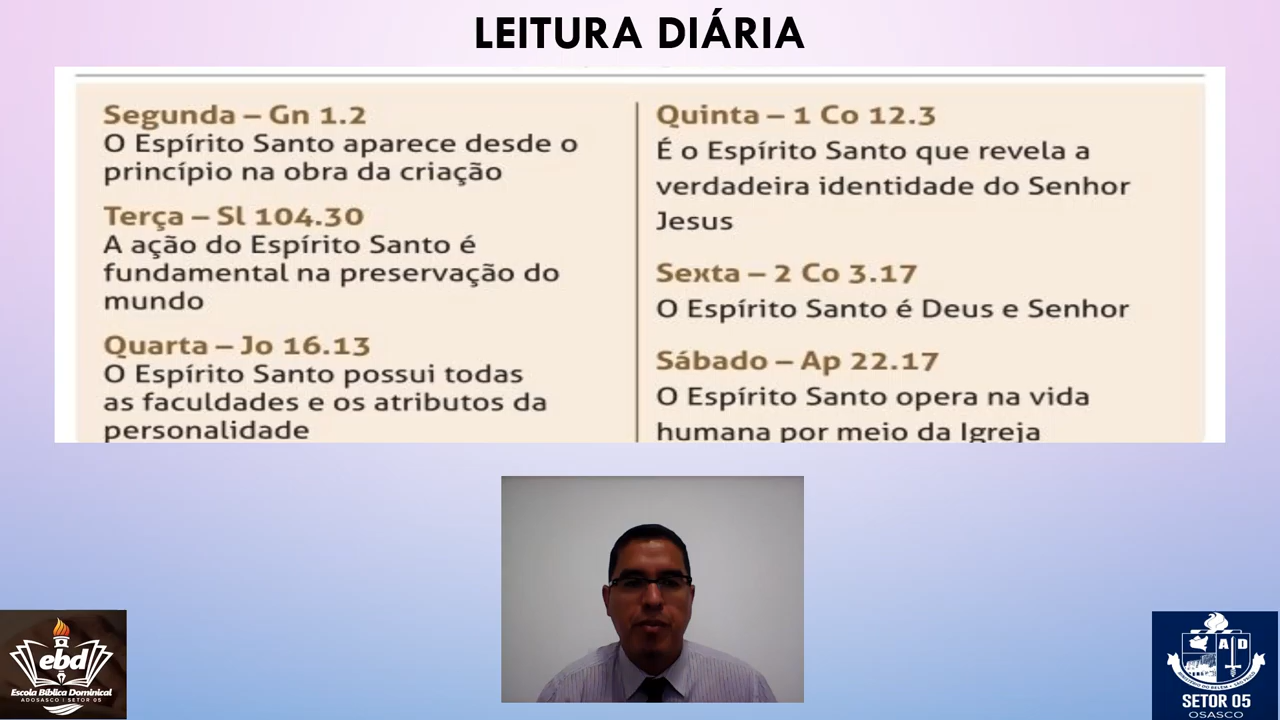 LEITURA DIÁRIA
Segunda – Gn 1.2
O Espírito Santo aparece desde o
princípio na obra da criação
Terça – Sl 104.30
A ação do Espírito Santo é
fundamental na preservação do
mundo
Quarta – Jo 16.13
O Espírito Santo possui todas
as faculdades e os atributos da
personalidade
Quinta – 1 Co 12.3
É o Espírito Santo que revela a
verdadeira identidade do Senhor
Jesus
Sexta – 2 Co 3.17
O Espírito Santo é Deus e Senhor
Sábado – Ap 22.17
O Espírito Santo opera na vida
humana por meio da Igreja
ebd
Escola Bíblica Dominical
ADOSASCO | SETOR 05
A D
SETOR 05
OSASCO